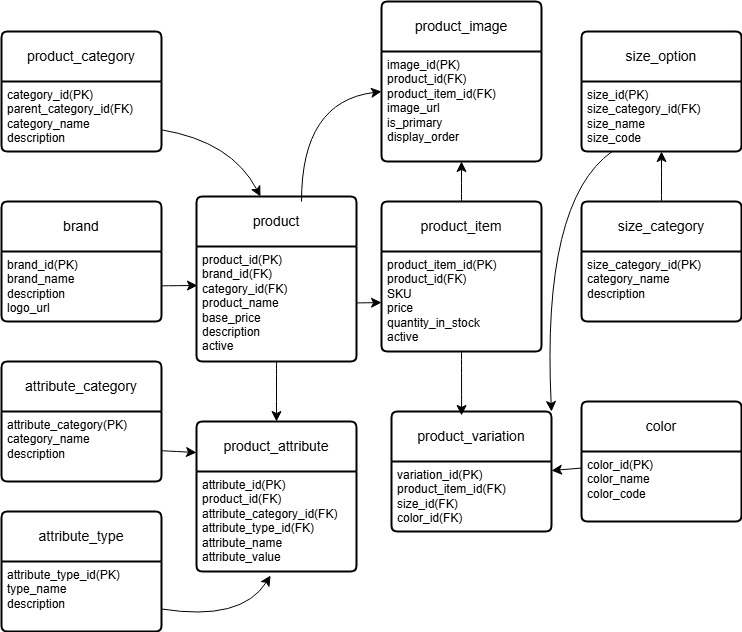 product_category
category_id(PK)
parent_category_id(FK)
category_name
description
product_image
image_id(PK)
product_id(FK)
product_item_id(FK)
image_url
is_primary
display_order
size_option
size_id(PK)
size_category_id(FK)
size_name
size_code
brand
brand_id(PK)
brand_name
description
logo_url
product
product_id(PK)
brand_id(FK)
category_id(FK)
product_name
base_price
description
active
product_item
product_item_id(PK)
product_id(FK)
SKU
price
quantity_in_stock
active
size_category
size_category_id(PK)
category_name
description
attribute_category
attribute_category(PK)
category_name
description
product_attribute
attribute_id(PK)
product_id(FK)
attribute_category_id(FK)
attribute_type_id(FK)
attribute_name
attribute_value
product_variation
variation_id(PK)
product_item_id(FK)
size_id(FK)
color_id(FK)
color
color_id(PK)
color_name
color_code
attribute_type
attribute_type_id(PK)
type_name
description